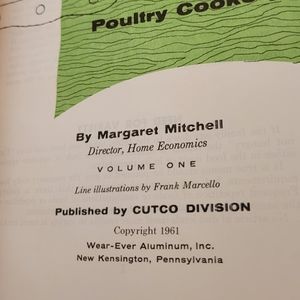 Poultry Cooke
By Margaret Mitchell
Director, Home Economics
VOLUME ONE
Line illustrations by Frank Marcello
Published by CUTCO DIVISION
Copyright 1961
Wear-Ever Aluminum, Inc.
New Kensington, Pennsylvania